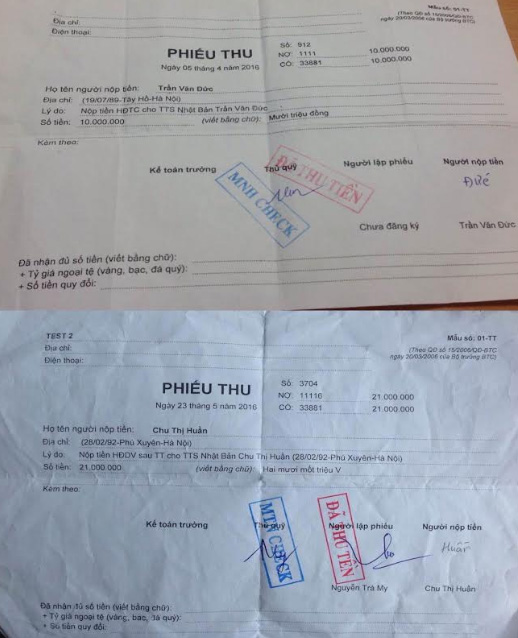 Mẫu số: 01-TT
(Theo QĐ số 15/2006/QĐ-BTC
ngày 20/03/2006 của Bộ trưởng BTC)
Địa chỉ:
Điện thoại:
PHIẾU THU
Ngày 05 tháng 4 năm 2016
Số: 912
NỢ: 1111 10.000.000
CÓ: 33881 10.000.000
Họ tên người nộp tiền: Trần Văn Đức
Địa chỉ: (19/07/89-Tây Hồ-Hà Nội)
Lý do: Nộp tiền HĐTC cho TTS Nhật Bản Trần Văn Đức
Số tiền: 10.000.000 (viết bằng chữ): Mười triệu đồng
Kèm theo:
Kế toán trưởng Thủ quỹ Người lập phiếu Người nộp tiền
ĐÃ THU TIỀN
MNH CHECK
Chưa đăng ký Trần Văn Đức
Đã nhận đủ số tiền (viết bằng chữ):
+ Tỷ giá ngoại tệ (vàng, bạc, đá quý):
+ Số tiền quy đổi:
TEST 2
Mẫu số: 01-TT
Địa chỉ:
(Theo QĐ số 15/2006/QĐ-BTC
ngày 20/03/2006 của Bộ trưởng BTC)
Điện thoại:
PHIẾU THU
Ngày 23 tháng 5 năm 2016
Số: 3704
NỢ: 11116 21.000.000
CÓ: 33881 21.000.000
Họ tên người nộp tiền: Chu Thị Huân
Địa chỉ: (28/02/92-Phú Xuyên-Hà Nội)
Lý do: Nộp tiền HĐDV sau TT cho TTS Nhật Bản Chu Thị Huân (28/02/92-Phú Xuyên-Hà Nội)
Số tiền: 21.000.000 (viết bằng chữ): Hai mươi một triệu V
Kèm theo:
Kế toán trưởng Thủ quỹ Người lập phiếu Người nộp tiền
CHECK
ĐÃ THU TIỀN
Huân
Nguyễn Trà My Chu Thị Huân
Đã nhận đủ số tiền (viết bằng chữ):
+ Tỷ giá ngoại tệ (vàng, bạc, đá quý):
+ Số tiền quy đổi: